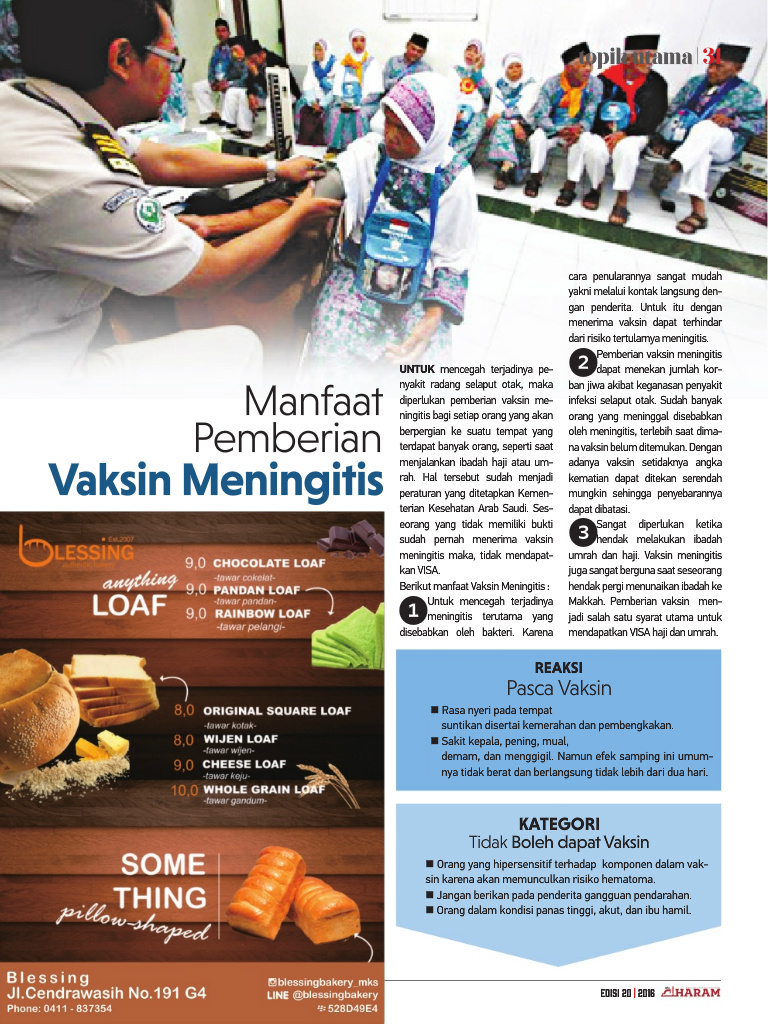 topik utama | 31
Manfaat
Pemberian
Vaksin Meningitis
UNTUK mencegah terjadinya pe-
nyakit radang selaput otak, maka
diperlukan pemberian vaksin me-
ningitis bagi setiap orang yang akan
berpergian ke suatu tempat yang
terdapat banyak orang, seperti saat
menjalankan ibadah haji atau um-
rah. Hal tersebut sudah menjadi
peraturan yang ditetapkan Kemen-
terian Kesehatan Arab Saudi. Ses-
eorang yang tidak memiliki bukti
sudah pernah menerima vaksin
meningitis maka, tidak mendapat-
kan VISA.
Berikut manfaat Vaksin Meningitis :
1 Untuk mencegah terjadinya
meningitis terutama yang
disebabkan oleh bakteri. Karena
cara penularannya sangat mudah
yakni melalui kontak langsung den-
gan penderita. Untuk itu dengan
menerima vaksin dapat terhindar
dari risiko tertularnya meningitis.
2 Pemberian vaksin meningitis
dapat menekan jumlah kor-
ban jiwa akibat keganasan penyakit
infeksi selaput otak. Sudah banyak
orang yang meninggal disebabkan
oleh meningitis, terlebih saat dima-
na vaksin belum ditemukan. Dengan
adanya vaksin setidaknya angka
kematian dapat ditekan serendah
mungkin sehingga penyebarannya
dapat dibatasi.
3 Sangat diperlukan ketika
hendak melakukan ibadah
umrah dan haji. Vaksin meningitis
juga sangat berguna saat seseorang
hendak pergi menunaikan ibadah ke
Makkah. Pemberian vaksin men-
jadi salah satu syarat utama untuk
mendapatkan VISA haji dan umrah.
REAKSI
Pasca Vaksin
■ Rasa nyeri pada tempat
suntikan disertai kemerahan dan pembengkakan.
■ Sakit kepala, pening, mual,
demam, dan menggigil. Namun efek samping ini umum-
nya tidak berat dan berlangsung tidak lebih dari dua hari.
KATEGORI
Tidak Boleh dapat Vaksin
■ Orang yang hipersensitif terhadap komponen dalam vak-
sin karena akan memunculkan risiko hematoma.
■ Jangan berikan pada penderita gangguan pendarahan.
■ Orang dalam kondisi panas tinggi, akut, dan ibu hamil.
Est.2007
BLESSING
anything
LOAF
9,0 CHOCOLATE LOAF
-tawar cokelat-
9,0 PANDAN LOAF
-tawar pandan-
9,0 RAINBOW LOAF
-tawar pelangi-
8,0 ORIGINAL SQUARE LOAF
-tawar kotak-
8,0 WIJEN LOAF
-tawar wijen-
9,0 CHEESE LOAF
-tawar keju-
10,0 WHOLE GRAIN LOAF
-tawar gandum-
SOME
THING
pillow-shaped
Blessing
Jl.Cendrawasih No.191 G4
Phone: 0411 - 837354
blessingbakery_mks
LINE @blessingbakery
528D49E4
EDISI 20 | 2016 ALHARAM